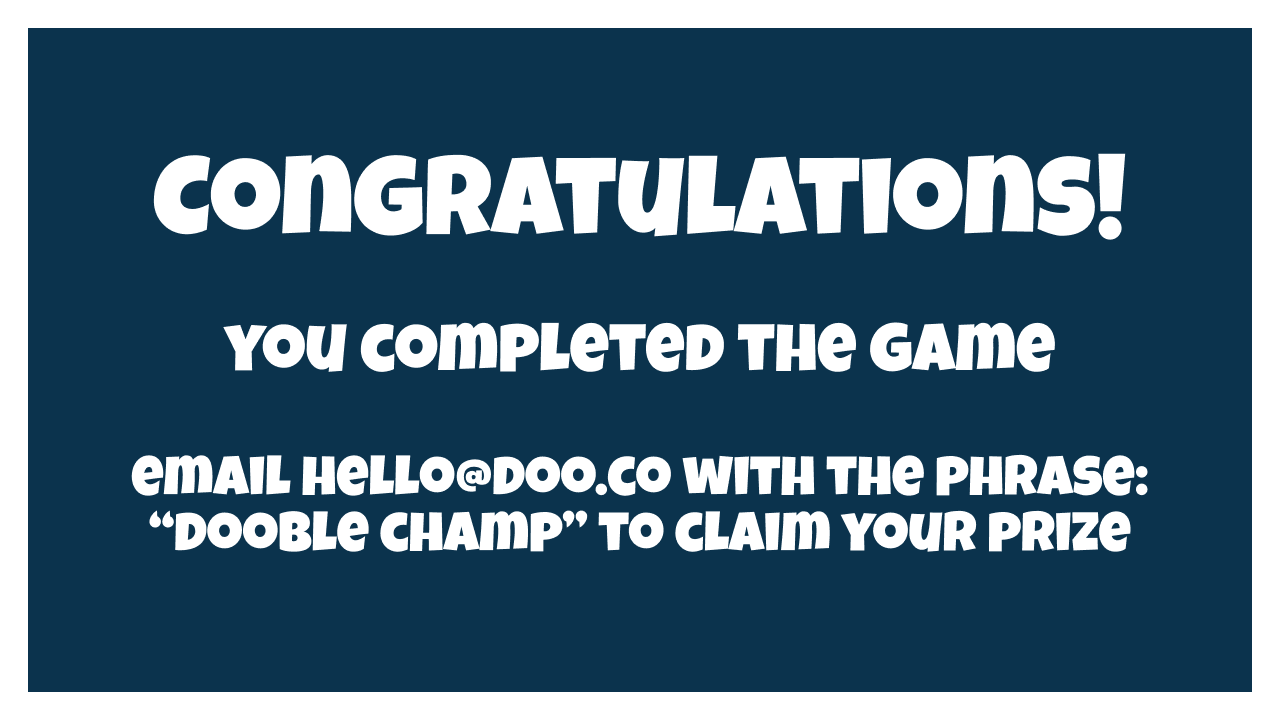 CONGRATULATIONS!
YOU COMPLETED THE GAME
EMAIL HELLO@DOO.CO WITH THE PHRASE:
“DOOBLE CHAMP” TO CLAIM YOUR PRIZE